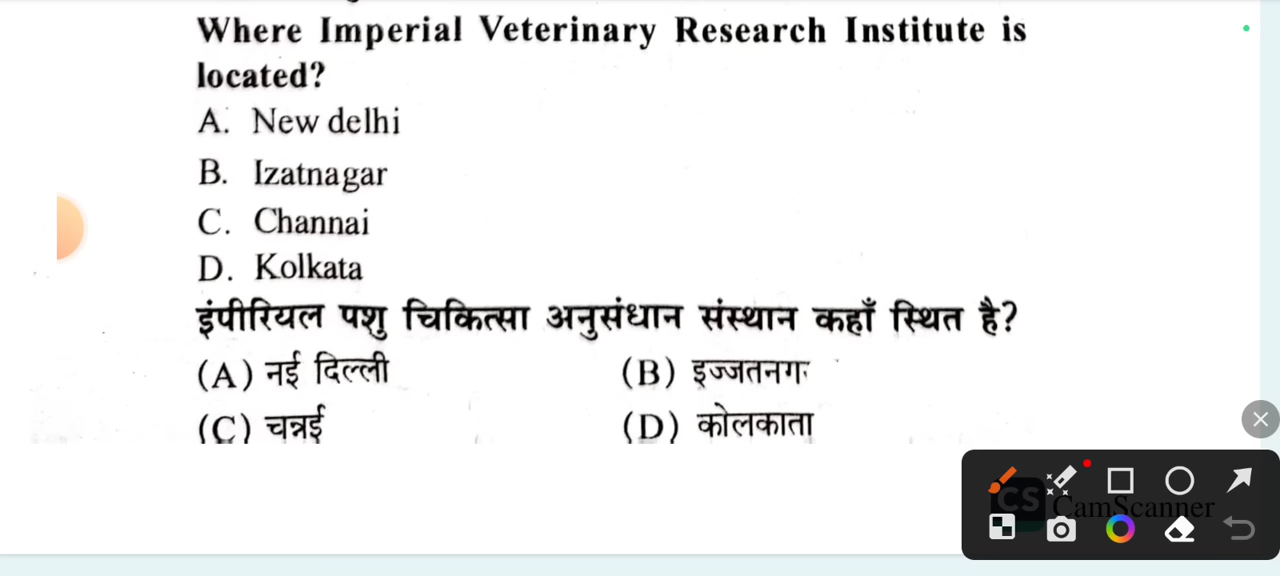 Where Imperial Veterinary Research Institute is
located?
A. New delhi
B. Izatnagar
C. Channai
D. Kolkata
इंपीरियल पशु चिकित्सा अनुसंधान संस्थान कहाँ स्थित है?
(A) नई दिल्ली (B) इज्जतनगर
(C) चन्नई (D) कोलकाता
CS CamScanner